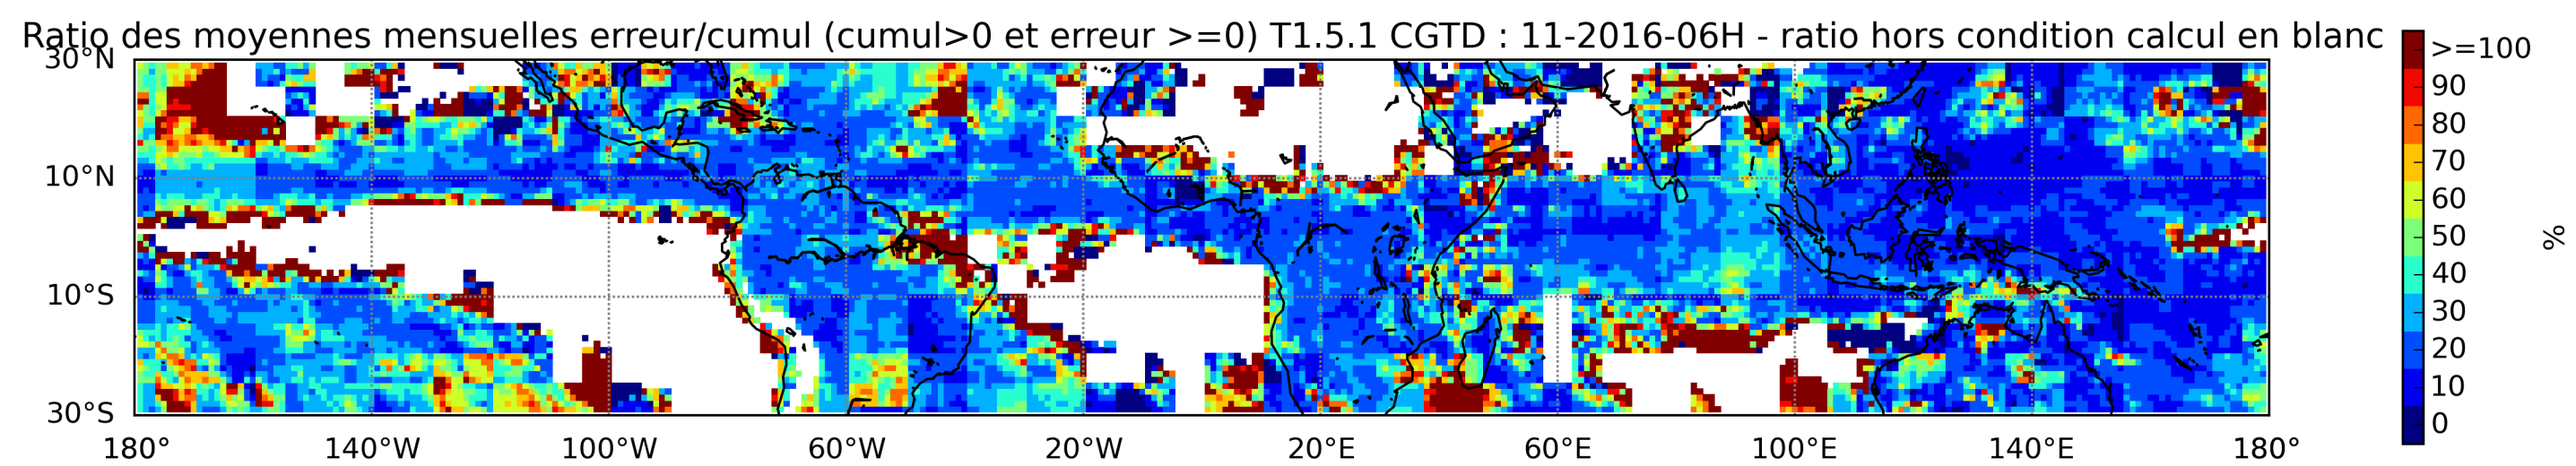 Ratio des moyennes mensuelles erreur/cumul (cumul>0 et erreur >=0) T1.5.1 CGTD : 11-2016-06H - ratio hors condition calcul en blanc
30°N
10°N
10°S
30°S
180° 140°W 100°W 60°W 20°W 20°E 60°E 100°E 140°E 180°
>=100
90
80
70
60
50
40
30
20
10
0
%